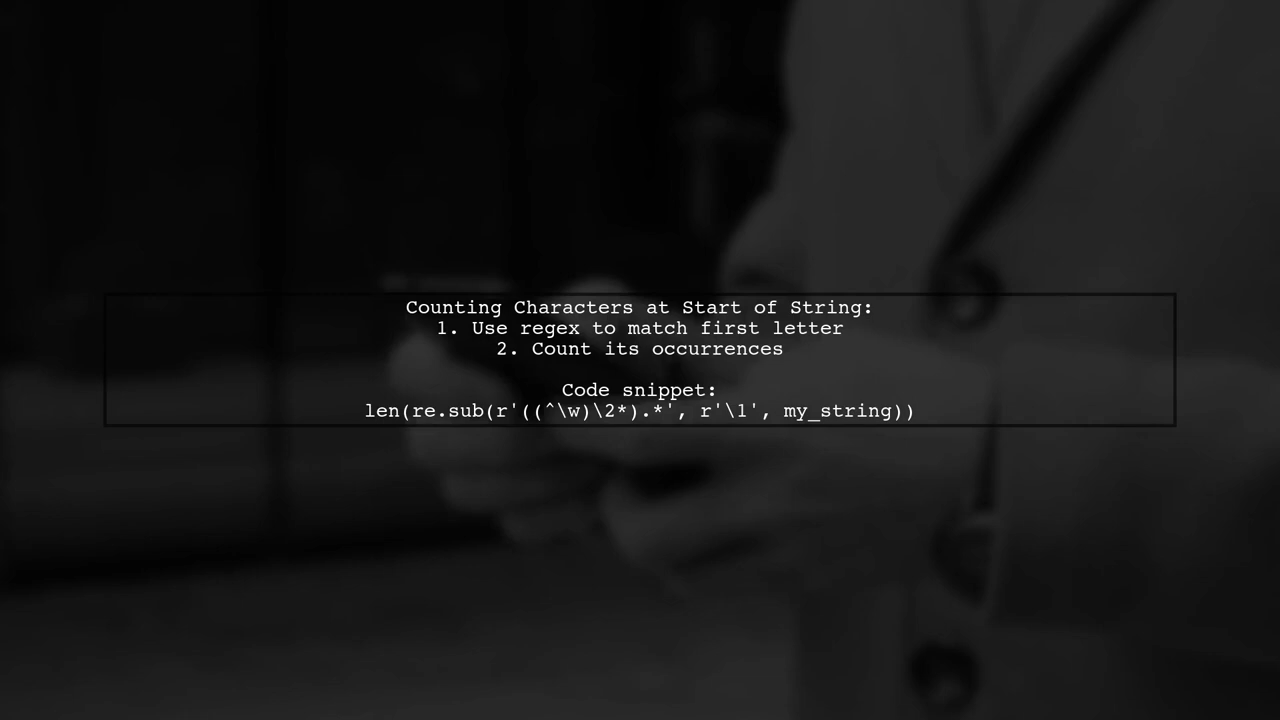 Counting Characters at Start of String:
1. Use regex to match first letter
2. Count its occurrences
Code snippet:
len(re.sub(r'((^\w)\2*).*', r'\1', my_string))